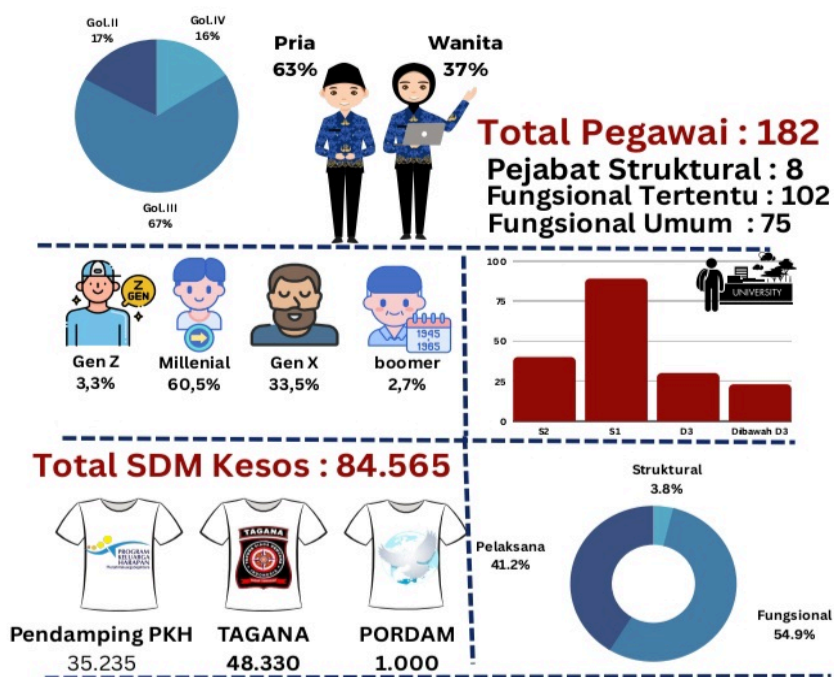 Gol.II
17%
Gol.IV
16%
Gol.III
67%
Pria
63%
Wanita
37%
Total Pegawai : 182
Pejabat Struktural : 8
Fungsional Tertentu : 102
Fungsional Umum : 75
Z
GEN
1945
-
1965
Gen Z
3,3%
Millenial
60,5%
Gen X
33,5%
boomer
2,7%
UNIVERSITY
100
75
50
25
0
S2
S1
D3
Dibawah D3
Total SDM Kesos : 84.565
PROGRAM
KELUARGA
HARAPAN
TAGANA
Pendamping PKH
35.235
TAGANA
48.330
PORDAM
1.000
Struktural
3.8%
Pelaksana
41.2%
Fungsional
54.9%